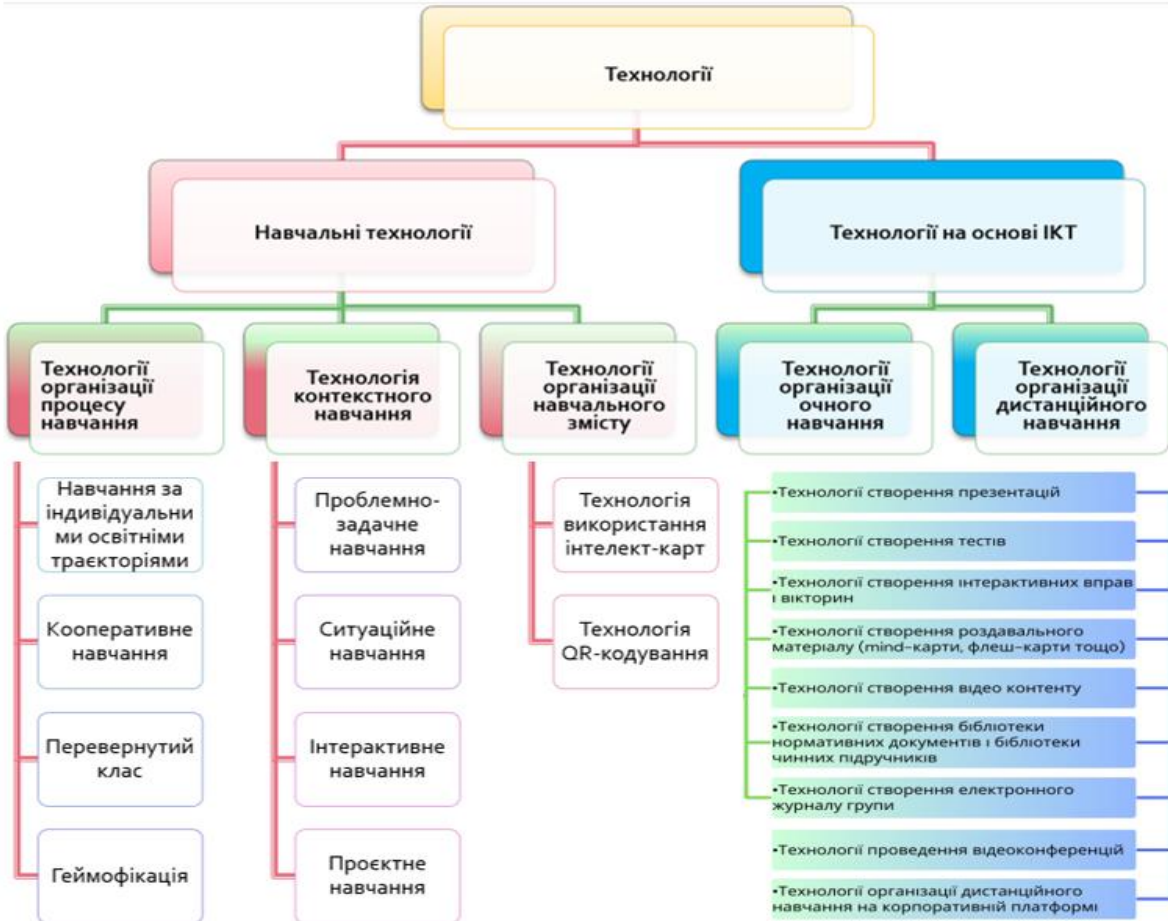 Технології
Навчальні технології
Технології на основі ІКТ
Технології
організації
процесу
навчання
Технологія
контекстного
навчання
Технології
організації
навчального
змісту
Технології
організації
очного
навчання
Технології
організації
дистанційного
навчання
Навчання за
індивідуальни
ми освітніми
траєкторіями
Кооперативне
навчання
Перевернутий
клас
Геймофікація
Проблемно-
задачне
навчання
Ситуаційне
навчання
Інтерактивне
навчання
Проєктне
навчання
Технологія
використання
інтелект-карт
Технологія
QR-кодування
•Технології створення презентацій
•Технології створення тестів
•Технології створення інтерактивних вправ
і вікторин
•Технології створення роздавального
матеріалу (mind-карти, флеш-карти тощо)
•Технології створення відео контенту
•Технології створення бібліотеки
нормативних документів і бібліотеки
чинних підручників
•Технології створення електронного
журналу групи
•Технології проведення відеоконференцій
•Технології організації дистанційного
навчання на корпоративній платформі